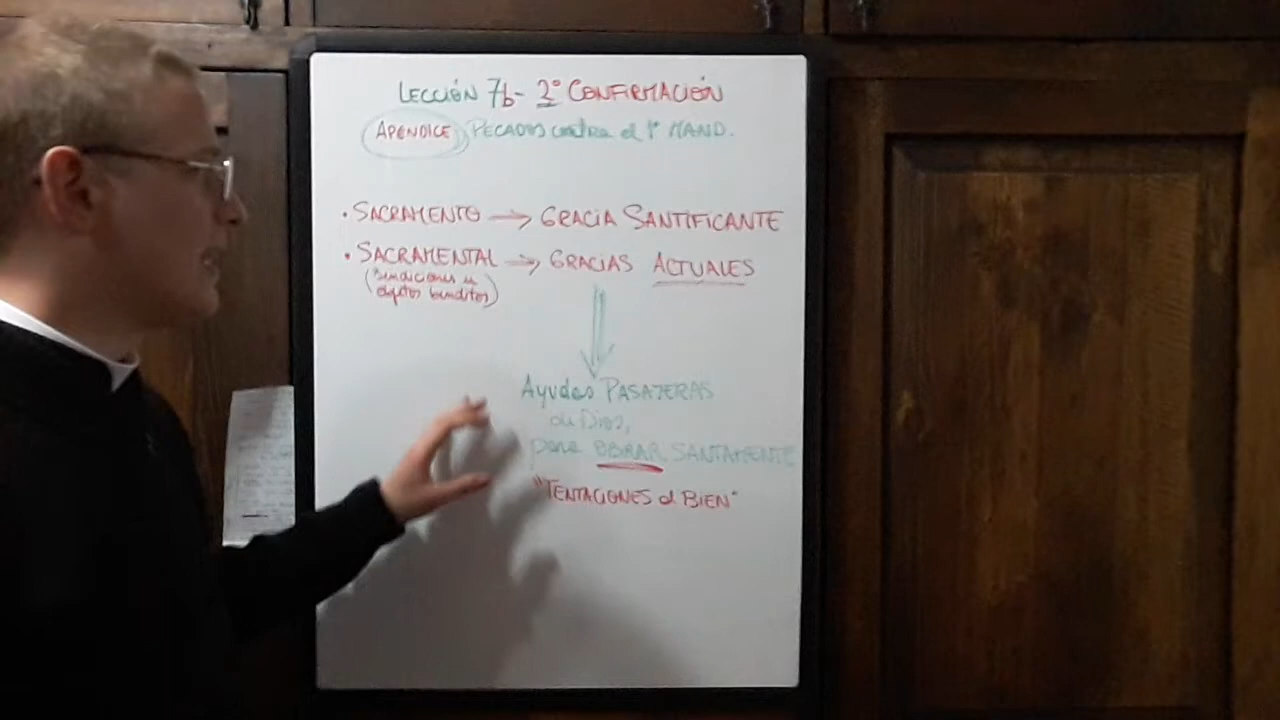 LECCIÓN 7b - 2° CONFIRMACIÓN
APENDICE PECADOS contra el 1° MAND.
• SACRAMENTO → GRACIA SANTIFICANTE
• SACRAMENTAL → GRACIAS ACTUALES
(Bendiciones u
objetos benditos)
Ayudas PASAJERAS
de Dios,
para OBRAR SANTAMENTE
"TENTACIONES al BIEN"